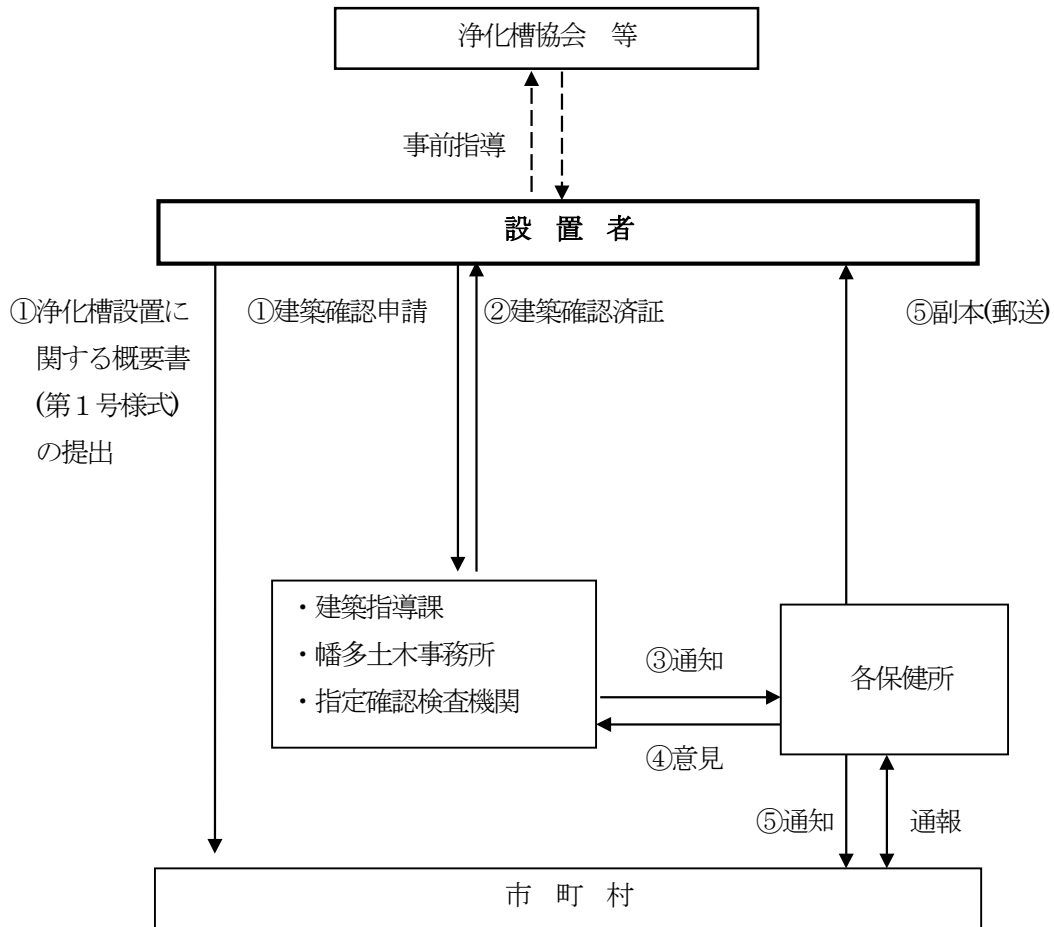 浄化槽協会　等
事前指導
設　置　者
①浄化槽設置に
関する概要書
(第１号様式)
の提出
①建築確認申請
②建築確認済証
⑤副本(郵送)
・建築指導課
・幡多土木事務所
・指定確認検査機関
③通知
④意見
各保健所
⑤通知
通報
市　町　村